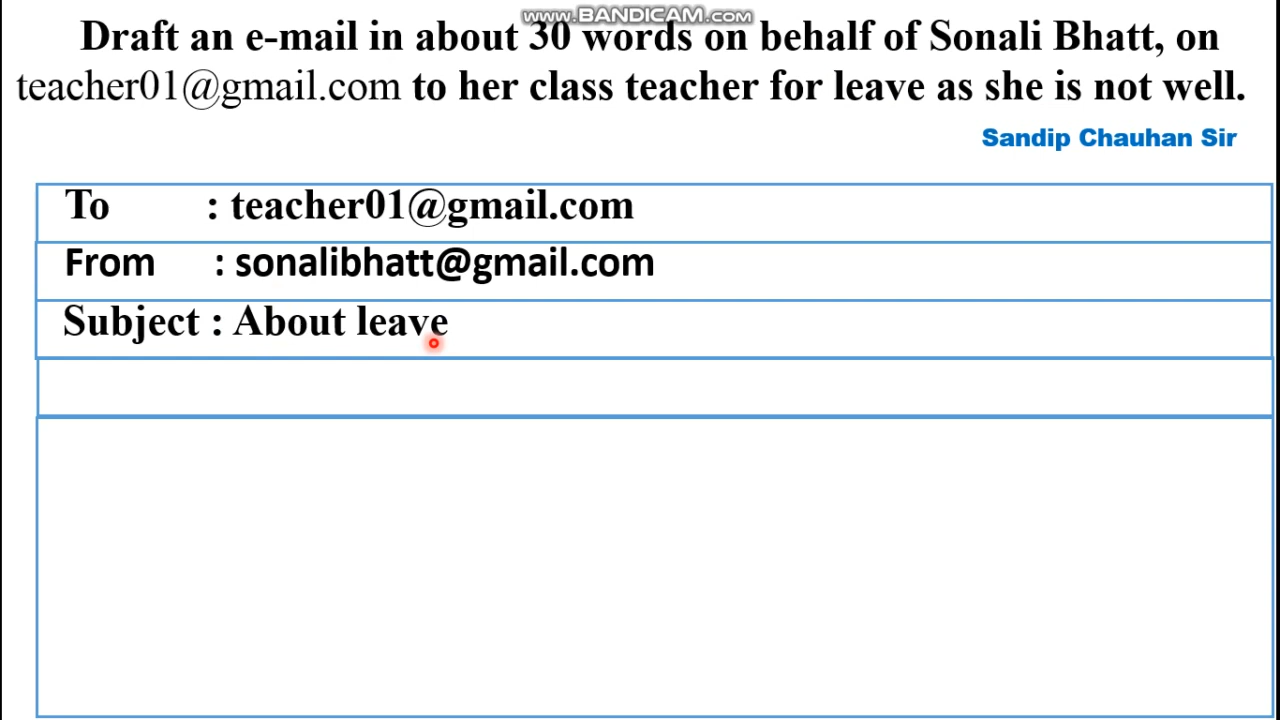 www.BANDICAM.com
Draft an e-mail in about 30 words on behalf of Sonali Bhatt, on
teacher01@gmail.com to her class teacher for leave as she is not well.
Sandip Chauhan Sir
To : teacher01@gmail.com
From : sonalibhatt@gmail.com
Subject : About leave